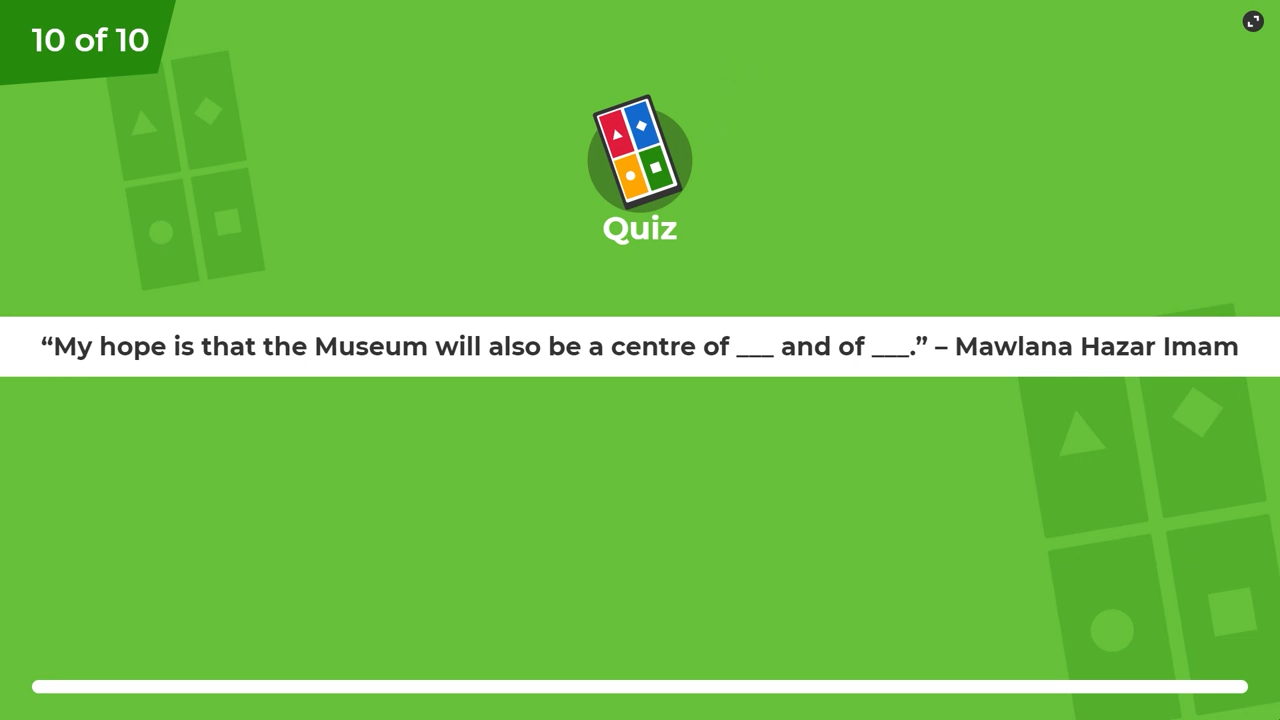 10 of 10
Quiz
“My hope is that the Museum will also be a centre of ___ and of ___.” – Mawlana Hazar Imam